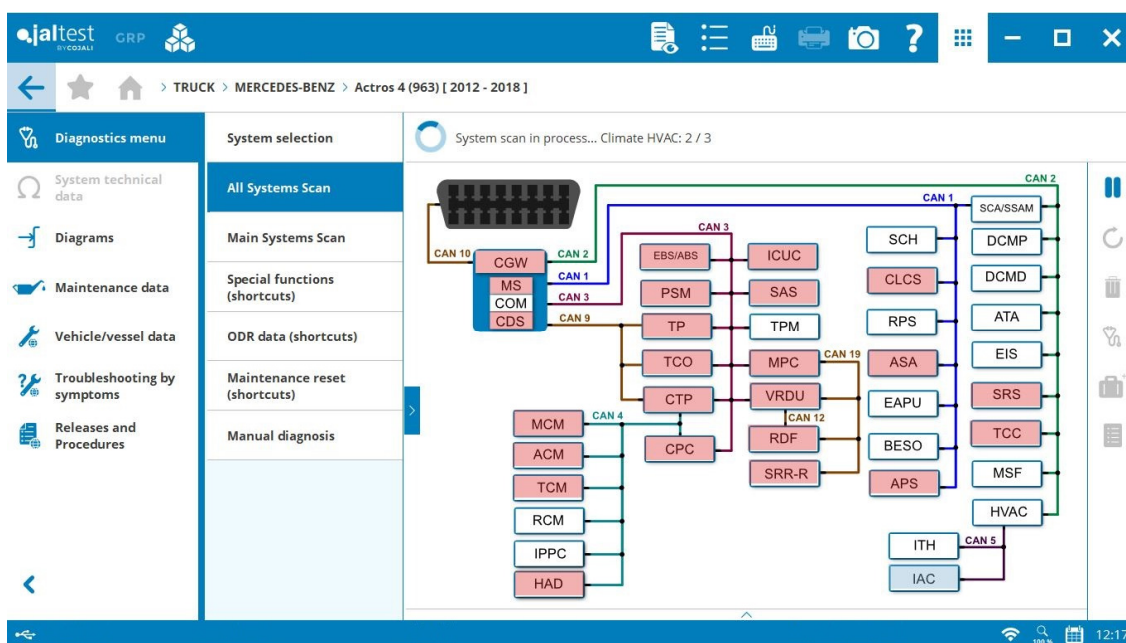 jaltest GRP
BY COJALI
> TRUCK > MERCEDES-BENZ > Actros 4 (963) [ 2012 - 2018 ]
Diagnostics menu
System technical
data
Diagrams
Maintenance data
Vehicle/vessel data
Troubleshooting by
symptoms
Releases and
Procedures
System selection
All Systems Scan
Main Systems Scan
Special functions
(shortcuts)
ODR data (shortcuts)
Maintenance reset
(shortcuts)
Manual diagnosis
System scan in process... Climate HVAC: 2 / 3
CAN 2
CAN 1
SCA/SSAM
CAN 3
SCH
DCMP
CAN 10
CGW
CAN 2
EBS/ABS
ICUC
MS
CAN 1
CLCS
DCMD
COM
CAN 3
PSM
SAS
CDS
CAN 9
TP
TPM
RPS
ATA
TCO
MPC
CAN 19
ASA
EIS
CTP
VRDU
EAPU
SRS
MCM
CAN 4
CAN 12
CPC
RDF
BESO
TCC
ACM
SRR-R
APS
MSF
TCM
RCM
HVAC
IPPC
ITH
CAN 5
HAD
IAC
100 %
12:17